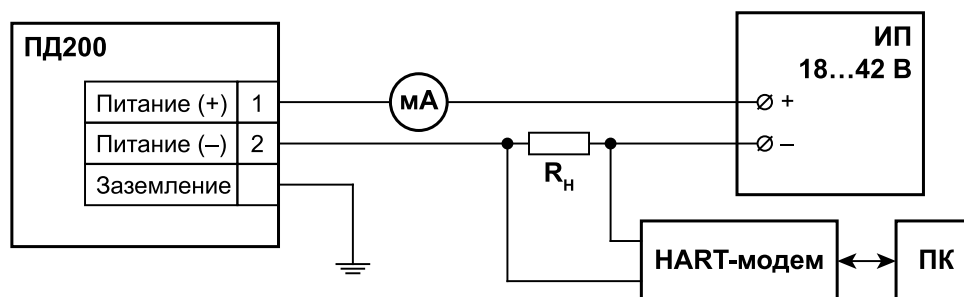 ПД200
Питание (+) 1
Питание (–) 2
Заземление
мА
ИП
18...42 В
+
–
Rн
HART-модем
ПК